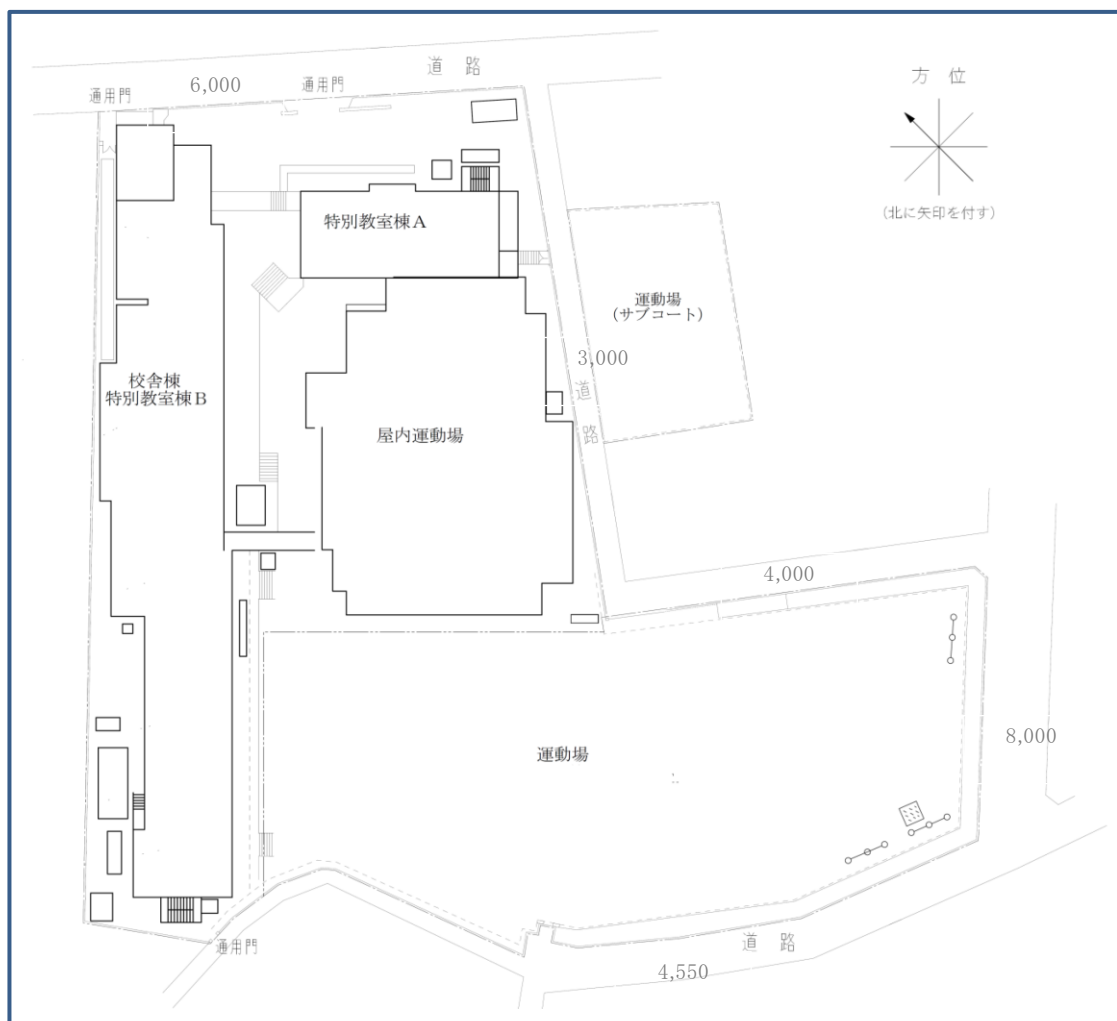 道 路
6,000
通用門
通用門
方 位
(北に矢印を付す)
特別教室棟A
運動場
(サブコート)
3,000
道
路
校舎棟
特別教室棟B
屋内運動場
4,000
8,000
運動場
通用門
道 路
4,550